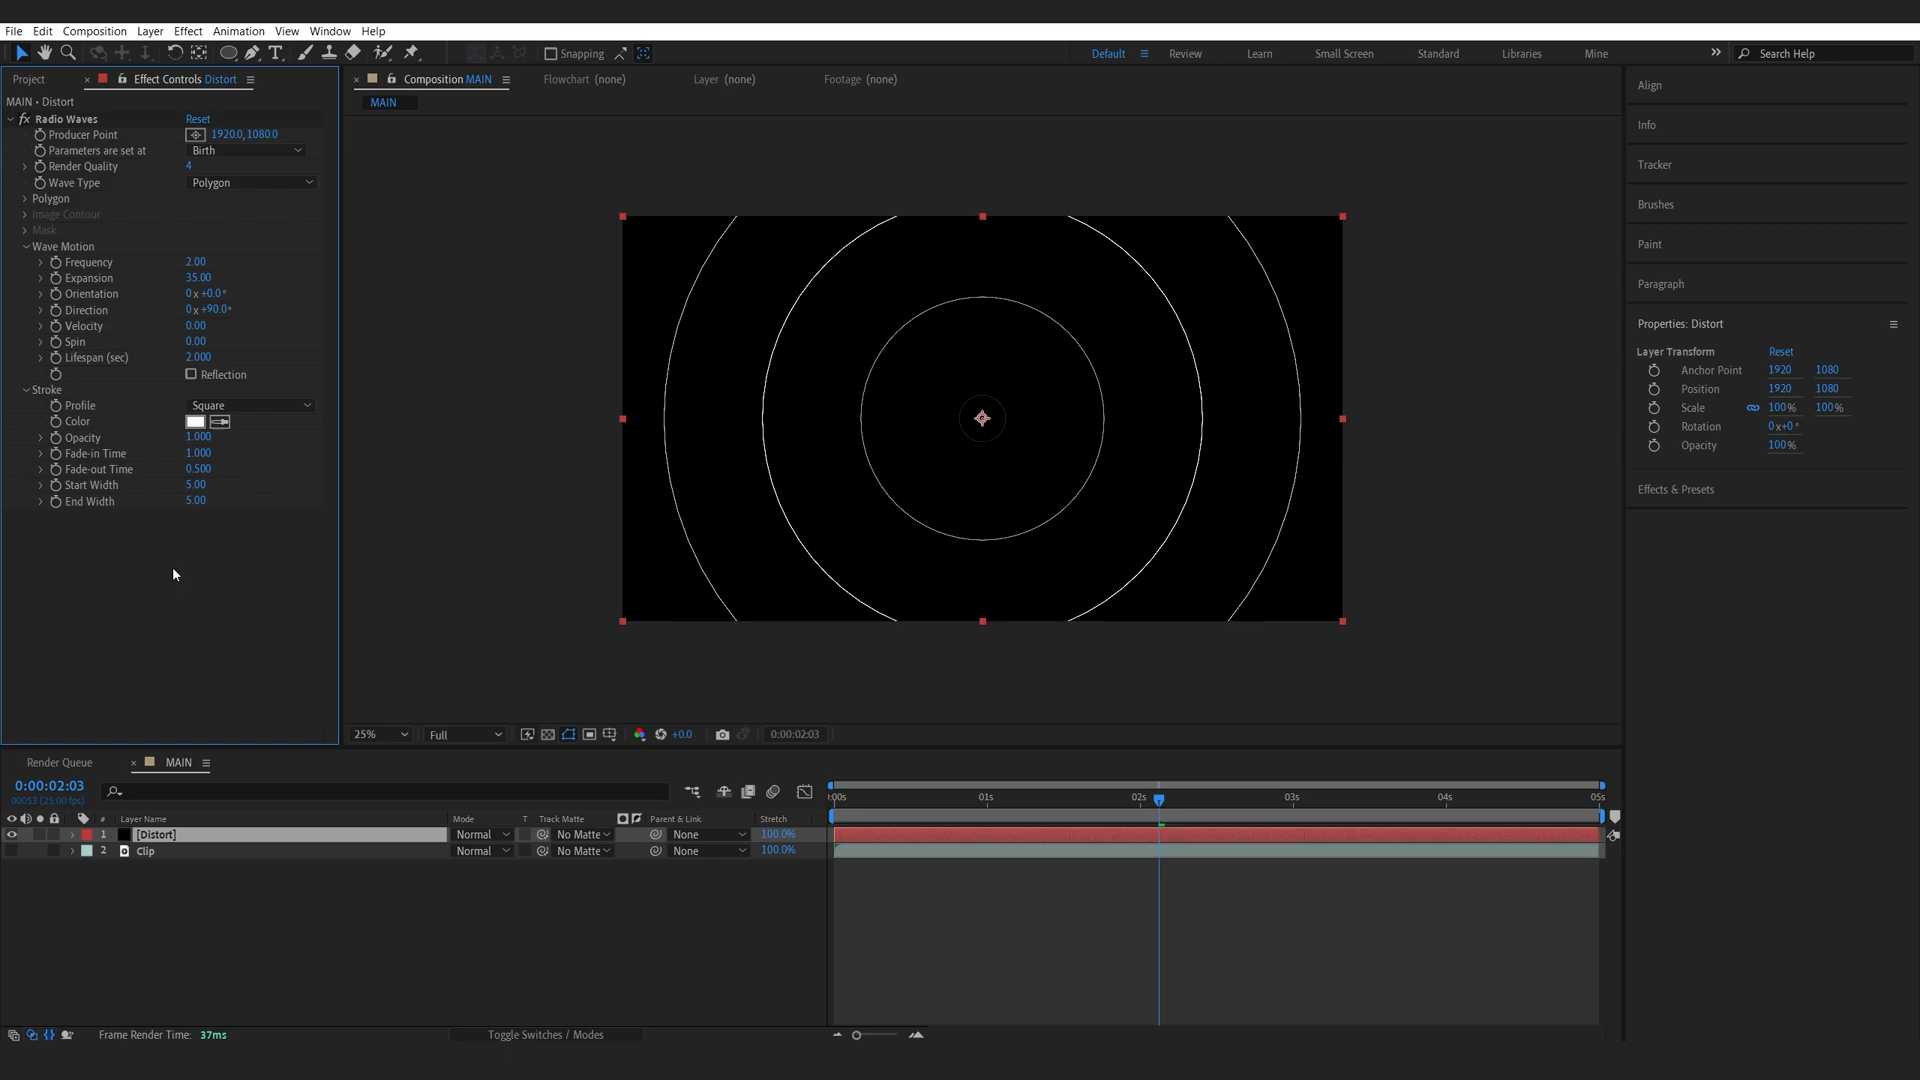 File Edit Composition Layer Effect Animation View Window Help
Snapping
Default Review Learn Small Screen Standard Libraries Mine
Search Help
Project × Effect Controls Distort
MAIN • Distort
fx Radio Waves Reset
Producer Point 1920.0, 1080.0
Parameters are set at Birth
Render Quality 4
Wave Type Polygon
Polygon
Image Contour
Mask
Wave Motion
Frequency 2.00
Expansion 35.00
Orientation 0 x +0.0°
Direction 0 x +90.0°
Velocity 0.00
Spin 0.00
Lifespan (sec) 2.000
Reflection
Stroke
Profile Square
Color
Opacity 1.000
Fade-in Time 1.000
Fade-out Time 0.500
Start Width 5.00
End Width 5.00
× Composition MAIN Flowchart (none) Layer (none) Footage (none)
MAIN
25% Full +0.0 0:00:02:03
Align
Info
Tracker
Brushes
Paint
Paragraph
Properties: Distort
Layer Transform Reset
Anchor Point 1920 1080
Position 1920 1080
Scale 100% 100%
Rotation 0x+0°
Opacity 100%
Effects & Presets
Render Queue × MAIN
0:00:02:03
00053 (25.00 fps)
:00s 01s 02s 03s 04s 05s
# Layer Name Mode T Track Matte Parent & Link Stretch
1 [Distort] Normal No Matte None 100.0%
2 Clip Normal No Matte None 100.0%
Frame Render Time: 37ms Toggle Switches / Modes